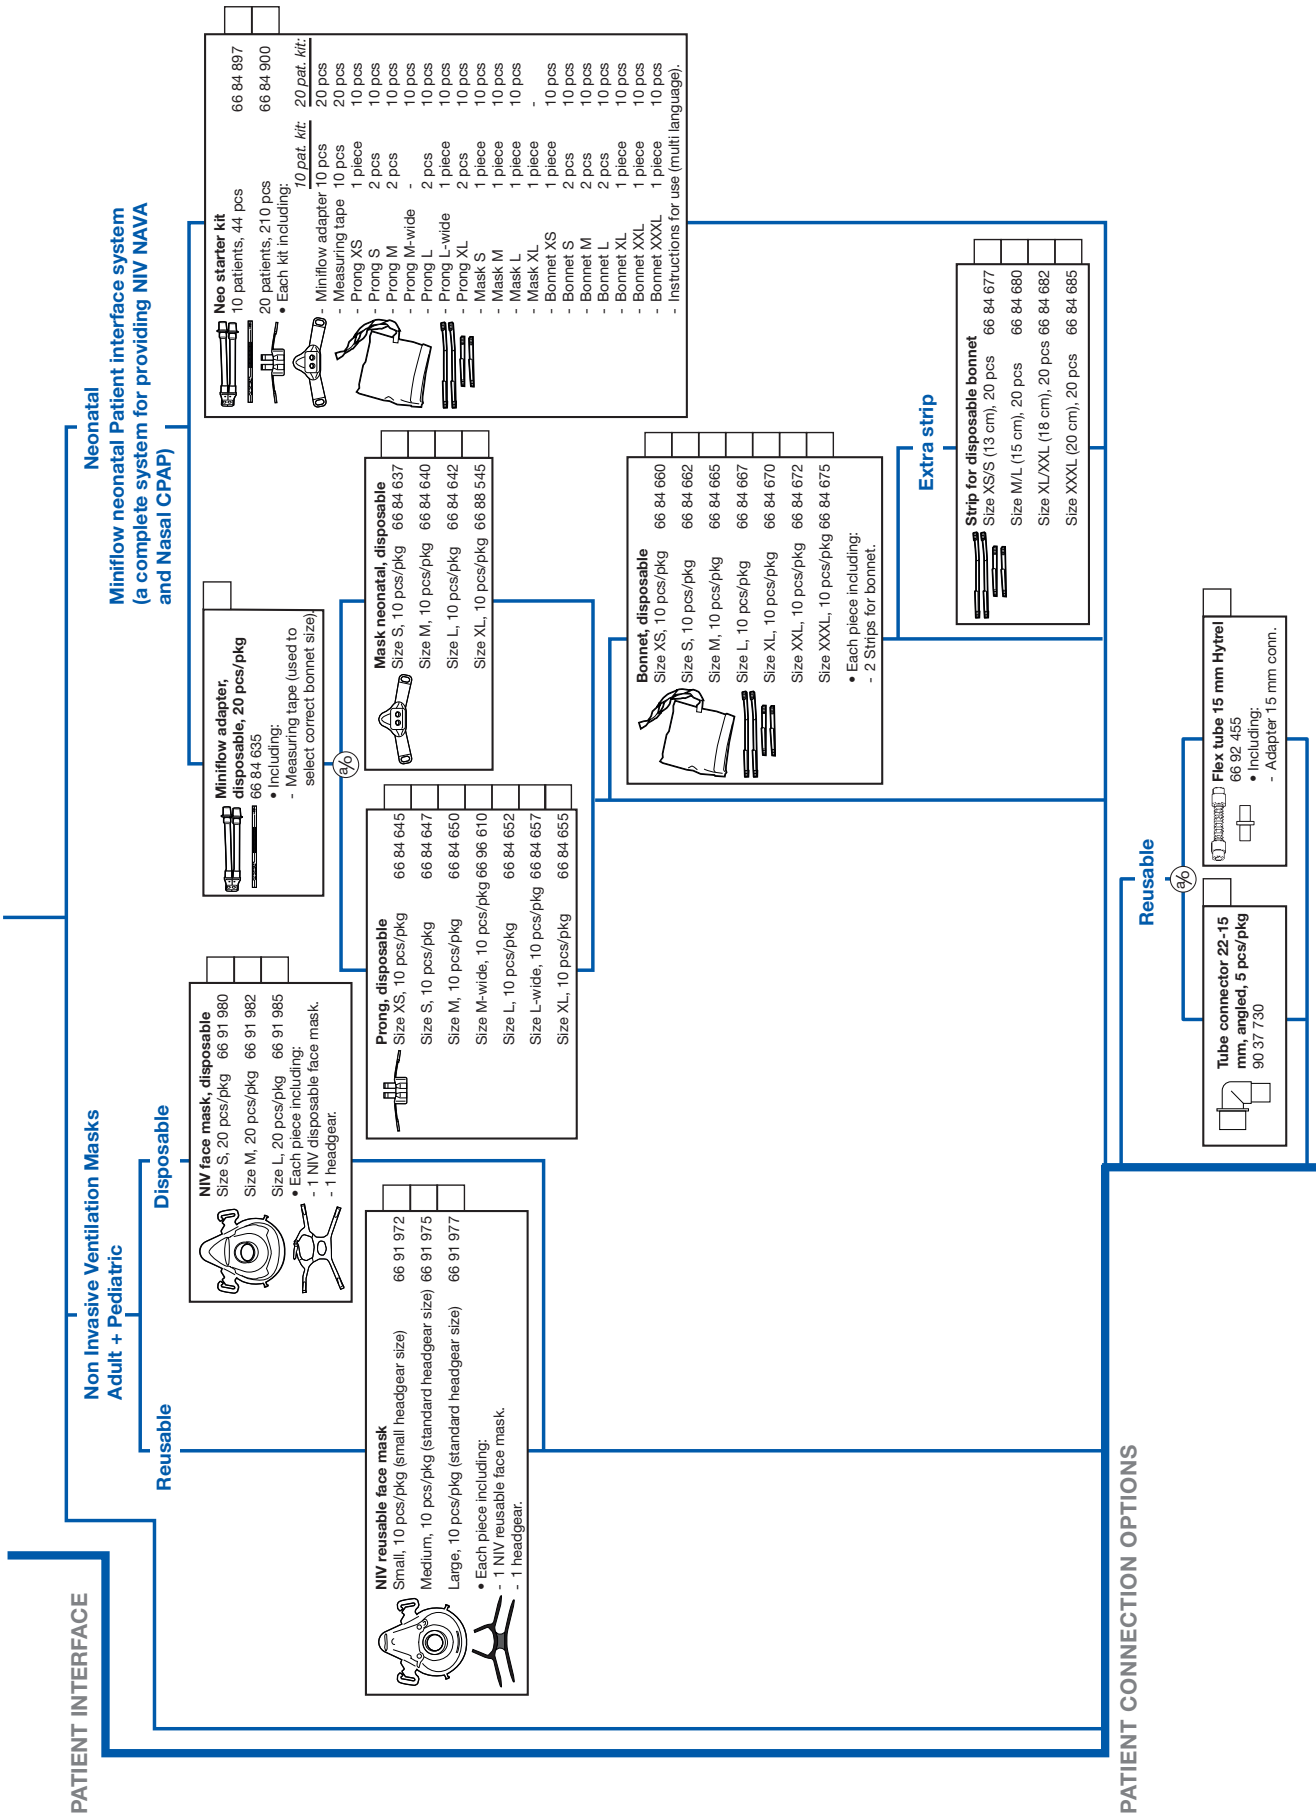 PATIENT INTERFACE
Non Invasive Ventilation Masks
Adult + Pediatric
Reusable
Disposable
NIV reusable face mask
Small, 10 pcs/pkg (small headgear size) 66 91 972
Medium, 10 pcs/pkg (standard headgear size) 66 91 975
Large, 10 pcs/pkg (standard headgear size) 66 91 977
• Each piece including:
- 1 NIV reusable face mask.
- 1 headgear.
NIV face mask, disposable
Size S, 20 pcs/pkg 66 91 980
Size M, 20 pcs/pkg 66 91 982
Size L, 20 pcs/pkg 66 91 985
• Each piece including:
- 1 NIV disposable face mask.
- 1 headgear.
Neonatal
Miniflow neonatal Patient interface system
(a complete system for providing NIV NAVA
and Nasal CPAP)
Miniflow adapter,
disposable, 20 pcs/pkg
66 84 635
• Including:
- Measuring tape (used to
select correct bonnet size).
a/o
Prong, disposable
Size XS, 10 pcs/pkg 66 84 645
Size S, 10 pcs/pkg 66 84 647
Size M, 10 pcs/pkg 66 84 650
Size M-wide, 10 pcs/pkg 66 96 610
Size L, 10 pcs/pkg 66 84 652
Size L-wide, 10 pcs/pkg 66 84 657
Size XL, 10 pcs/pkg 66 84 655
Mask neonatal, disposable
Size S, 10 pcs/pkg 66 84 637
Size M, 10 pcs/pkg 66 84 640
Size L, 10 pcs/pkg 66 84 642
Size XL, 10 pcs/pkg 66 88 545
Neo starter kit
10 patients, 44 pcs 66 84 897
20 patients, 210 pcs 66 84 900
• Each kit including:
10 pat. kit: 20 pat. kit:
- Miniflow adapter 10 pcs 20 pcs
- Measuring tape 10 pcs 20 pcs
- Prong XS 1 piece 10 pcs
- Prong S 2 pcs 10 pcs
- Prong M 2 pcs 10 pcs
- Prong M-wide - 10 pcs
- Prong L 2 pcs 10 pcs
- Prong L-wide 1 piece 10 pcs
- Prong XL 2 pcs 10 pcs
- Mask S 1 piece 10 pcs
- Mask M 1 piece 10 pcs
- Mask L 1 piece 10 pcs
- Mask XL 1 piece -
- Bonnet XS 1 piece 10 pcs
- Bonnet S 2 pcs 10 pcs
- Bonnet M 2 pcs 10 pcs
- Bonnet L 2 pcs 10 pcs
- Bonnet XL 1 piece 10 pcs
- Bonnet XXL 1 piece 10 pcs
- Bonnet XXXL 1 piece 10 pcs
- Instructions for use (multi language).
Bonnet, disposable
Size XS, 10 pcs/pkg 66 84 660
Size S, 10 pcs/pkg 66 84 662
Size M, 10 pcs/pkg 66 84 665
Size L, 10 pcs/pkg 66 84 667
Size XL, 10 pcs/pkg 66 84 670
Size XXL, 10 pcs/pkg 66 84 672
Size XXXL, 10 pcs/pkg 66 84 675
• Each piece including:
- 2 Strips for bonnet.
Extra strip
Strip for disposable bonnet
Size XS/S (13 cm), 20 pcs 66 84 677
Size M/L (15 cm), 20 pcs 66 84 680
Size XL/XXL (18 cm), 20 pcs 66 84 682
Size XXXL (20 cm), 20 pcs 66 84 685
PATIENT CONNECTION OPTIONS
Reusable
a/o
Tube connector 22-15
mm, angled, 5 pcs/pkg
90 37 730
Flex tube 15 mm Hytrel
66 92 455
• Including:
- Adapter 15 mm conn.